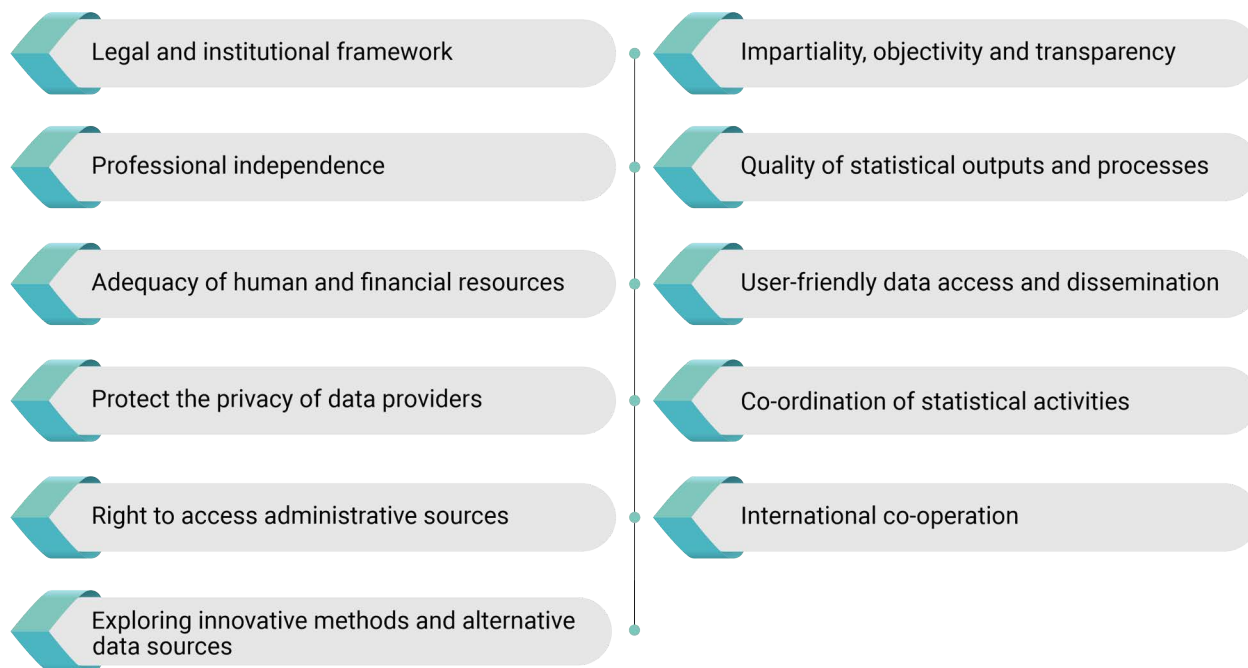 Legal and institutional framework
Professional independence
Adequacy of human and financial resources
Protect the privacy of data providers
Right to access administrative sources
Exploring innovative methods and alternative
data sources
Impartiality, objectivity and transparency
Quality of statistical outputs and processes
User-friendly data access and dissemination
Co-ordination of statistical activities
International co-operation